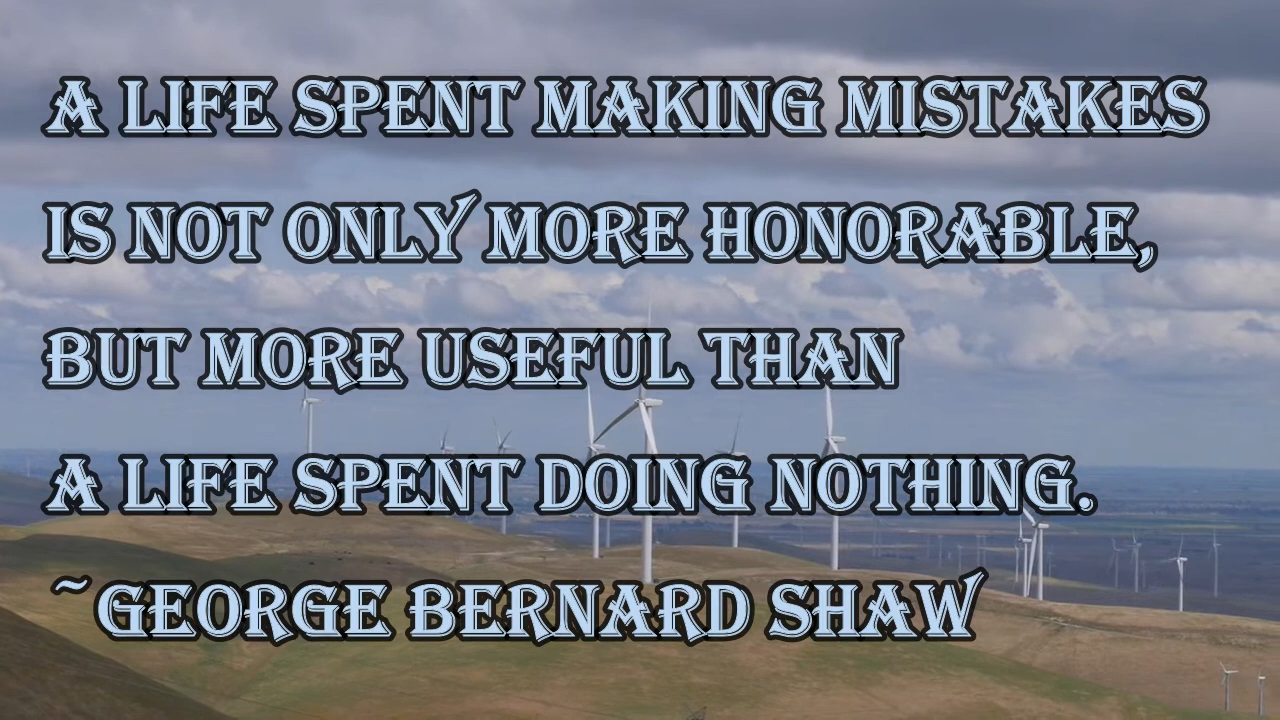 A LIFE SPENT MAKING MISTAKES
IS NOT ONLY MORE HONORABLE,
BUT MORE USEFUL THAN
A LIFE SPENT DOING NOTHING.
~GEORGE BERNARD SHAW